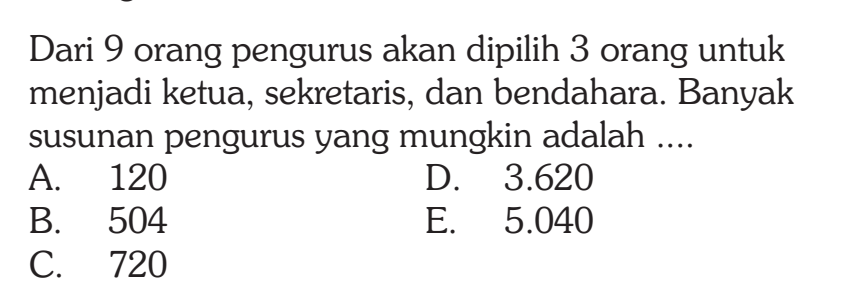 Dari 9 orang pengurus akan dipilih 3 orang untuk
menjadi ketua, sekretaris, dan bendahara. Banyak
susunan pengurus yang mungkin adalah ....
A. 120 D. 3.620
B. 504 E. 5.040
C. 720